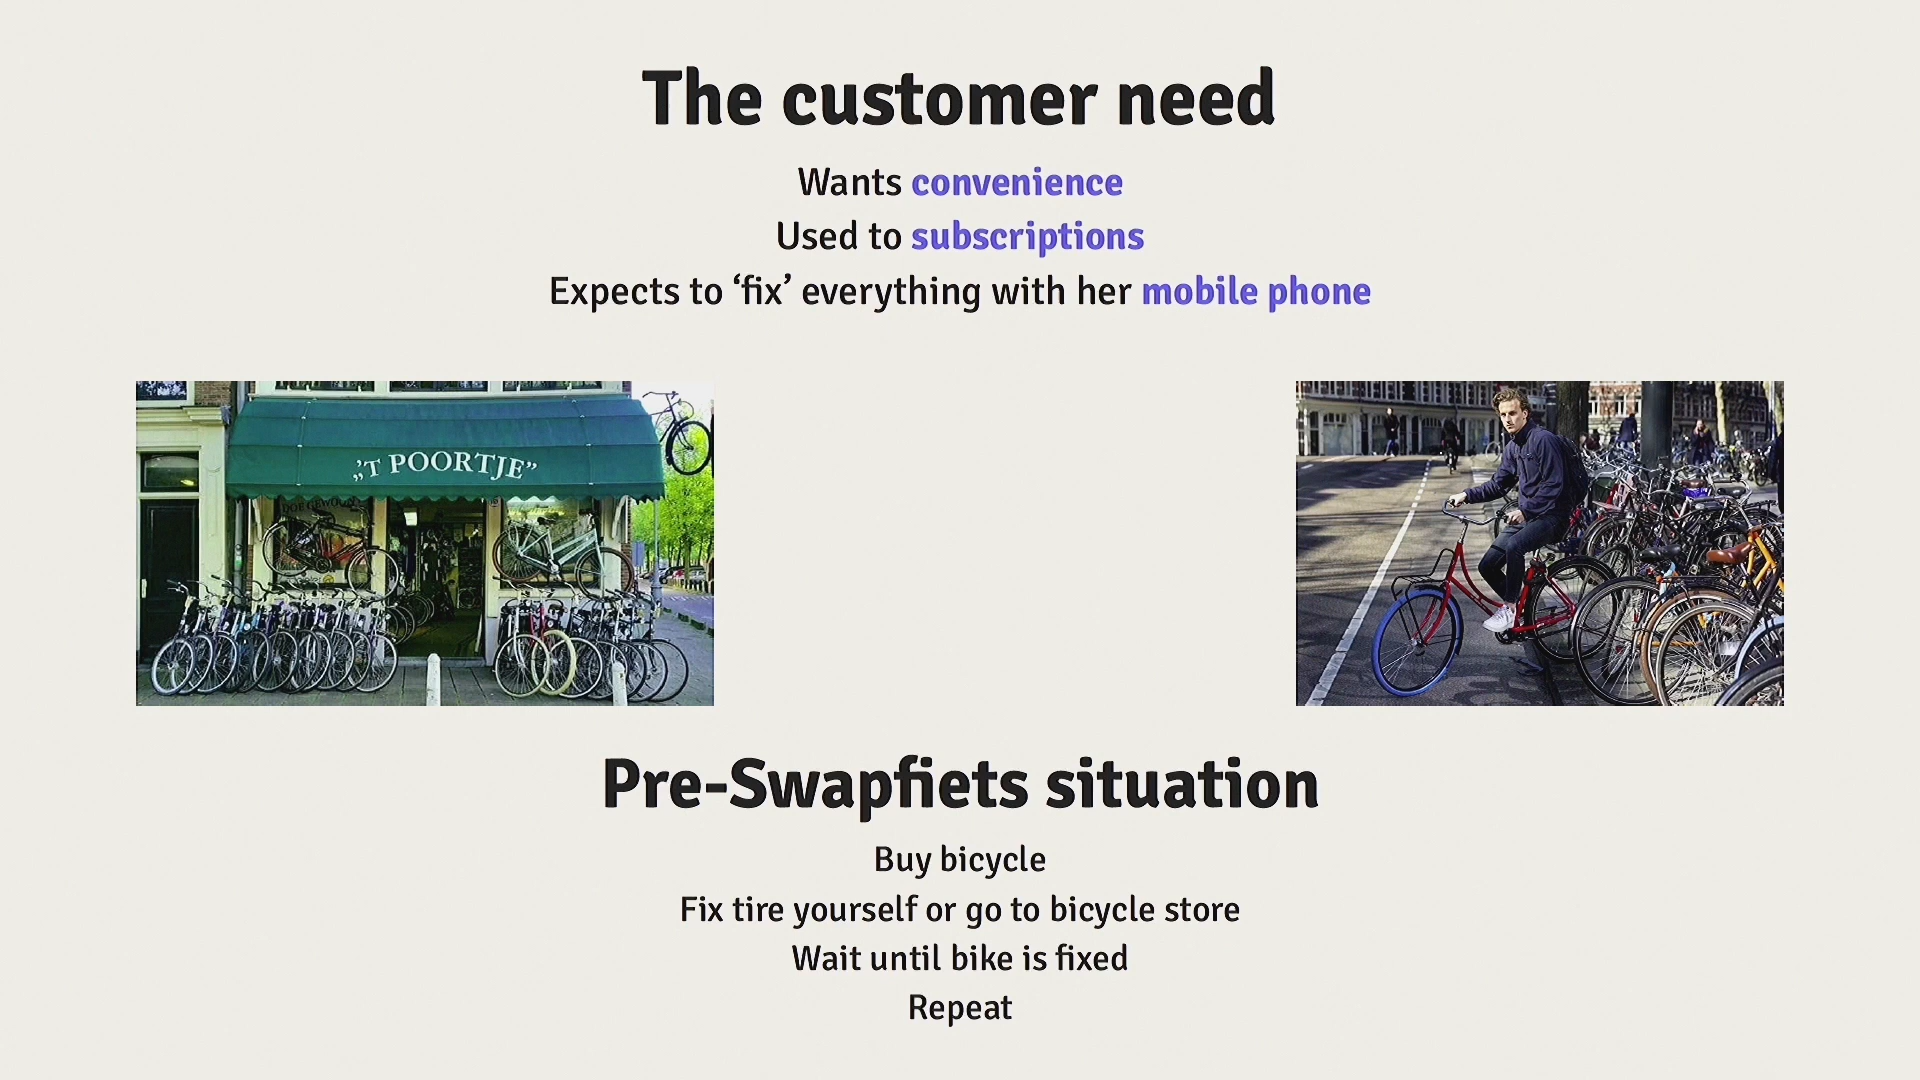 The customer need
Wants convenience
Used to subscriptions
Expects to ‘fix’ everything with her mobile phone
„’T POORTJE”
Pre-Swapfiets situation
Buy bicycle
Fix tire yourself or go to bicycle store
Wait until bike is fixed
Repeat